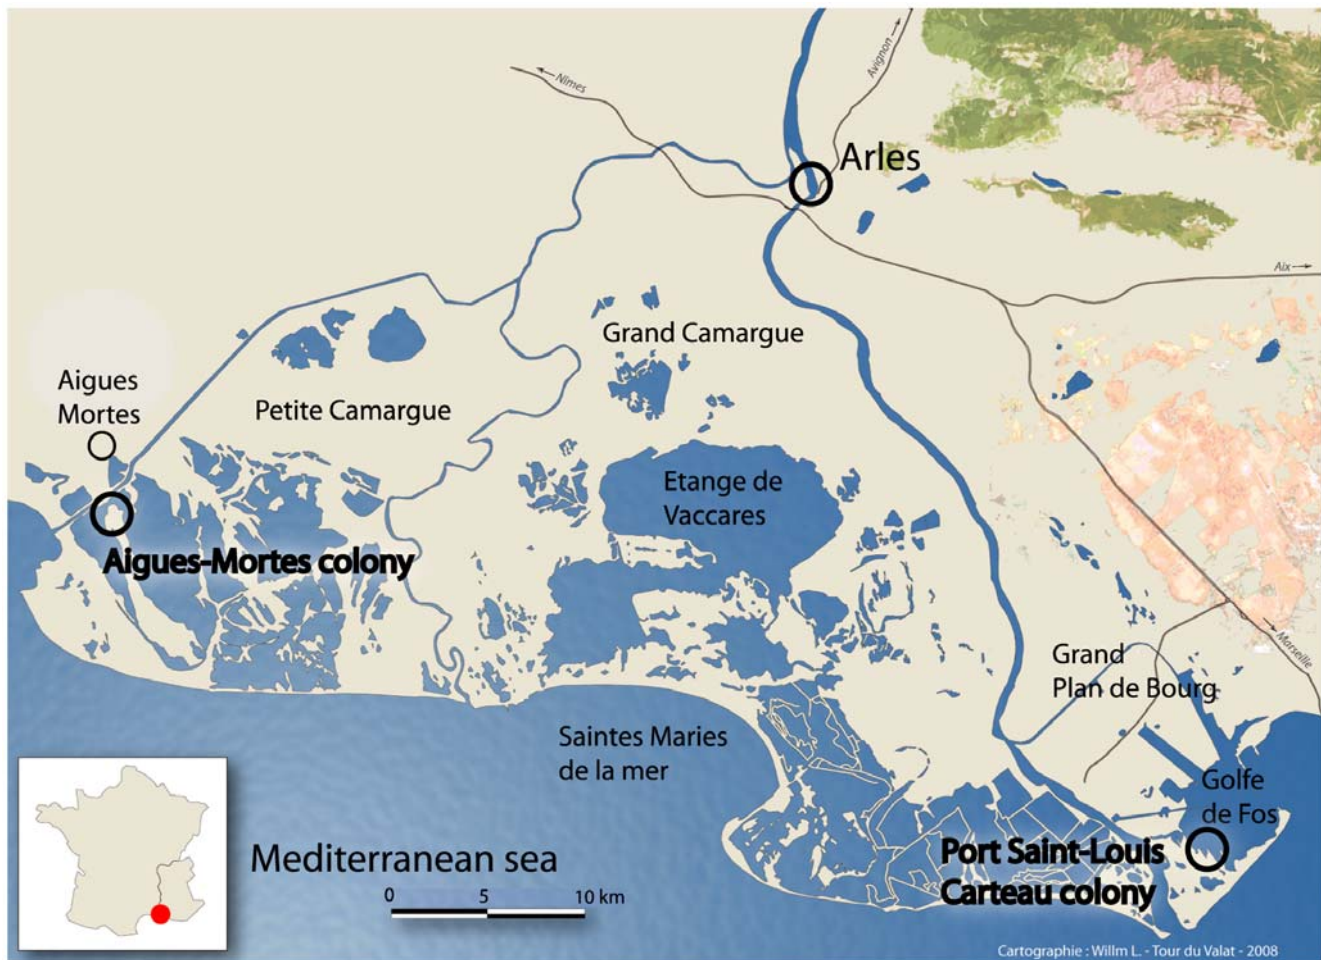 Nimes
Avignon
Arles
Aix
Grand Camargue
Aigues
Mortes
Petite Camargue
Etange de
Vaccares
Aigues-Mortes colony
Grand
Plan de Bourg
Marseille
Saintes Maries
de la mer
Golfe
de Fos
Port Saint-Louis
Carteau colony
Mediterranean sea
0 5 10 km
Cartographie : Willm L. - Tour du Valat - 2008